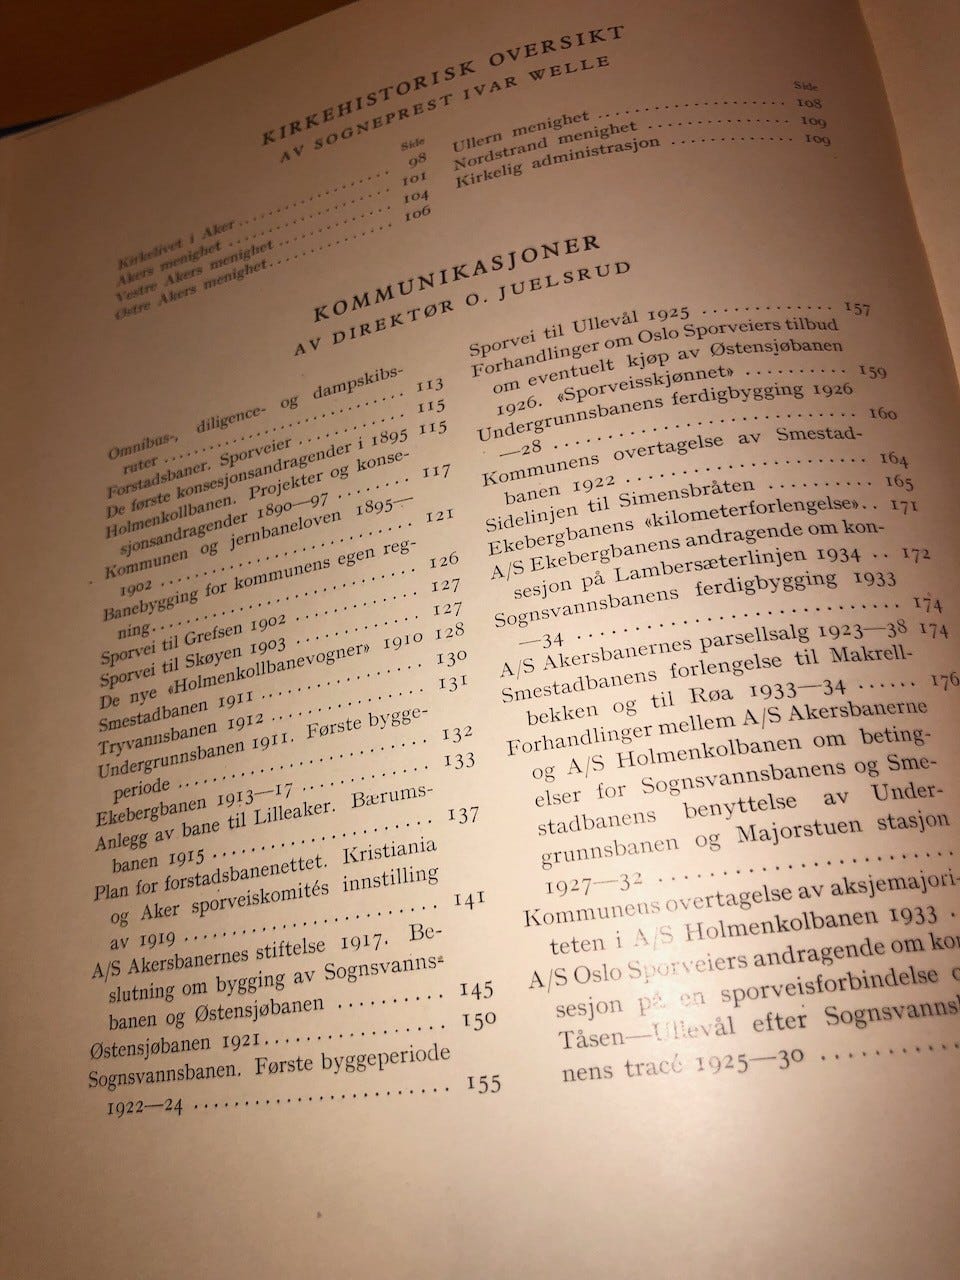 KIRKEHISTORISK OVERSIKT
AV SOGNEPREST IVAR WELLE
Side
Kirkelivet i Aker .................... 98
Akers menighet .................... 101
Vestre Akers menighet .............. 104
Østre Akers menighet .............. 106
Side
Ullern menighet .................... 108
Nordstrand menighet .............. 109
Kirkelig administrasjon .............. 109
KOMMUNIKASJONER
AV DIREKTØR O. JUELSRUD
Omnibus-, diligence- og dampskibs-
ruter .................... 113
Forstadsbaner. Sporveier .............. 115
De første konsesjonsandragender i 1895 115
Holmenkollbanen. Projekter og konse-
sjonsandragender 1890—97 ........ 117
Kommunen og jernbaneloven 1895—
1902 .................... 121
Banebygging for kommunens egen reg-
ning .................... 126
Sporvei til Grefsen 1902 .............. 127
Sporvei til Skøyen 1903 .............. 127
De nye «Holmenkollbanevogner» 1910 128
Smestadbanen 1911 .............. 130
Tryvannsbanen 1912 .............. 131
Undergrunnsbanen 1911. Første bygge-
periode .................... 132
Ekebergbanen 1913—17 .............. 133
Anlegg av bane til Lilleaker. Bærums-
banen 1915 .................... 137
Plan for forstadsbanenettet. Kristiania
og Aker sporveiskomités innstilling
av 1919 .................... 141
A/S Akersbanernes stiftelse 1917. Be-
slutning om bygging av Sognsvanns-
banen og Østensjøbanen .......... 145
Østensjøbanen 1921 .............. 150
Sognsvannsbanen. Første byggeperiode
1922—24 .................... 155
Sporvei til Ullevål 1925 ............ 157
Forhandlinger om Oslo Sporveiers tilbud
om eventuelt kjøp av Østensjøbanen
1926. «Sporveisskjønnet» .......... 159
Undergrunnsbanens ferdigbygging 1926
—28 .................... 160
Kommunens overtagelse av Smestad-
banen 1922 .................... 164
Sidelinjen til Simensbråten .......... 165
Ekebergbanens «kilometerforlengelse».. 171
A/S Ekebergbanens andragende om kon-
sesjon på Lambersæterlinjen 1934 .. 172
Sognsvannsbanens ferdigbygging 1933
—34 .................... 174
A/S Akersbanernes parsellsalg 1923—38 174
Smestadbanens forlengelse til Makrell-
bekken og til Røa 1933—34 ...... 176
Forhandlinger mellem A/S Akersbanerne
og A/S Holmenkolbanen om beting-
elser for Sognsvannsbanens og Sme-
stadbanens benyttelse av Under-
grunnsbanen og Majorstuen stasjon
1927—32 ....................
Kommunens overtagelse av aksjemajori-
teten i A/S Holmenkolbanen 1933 .
A/S Oslo Sporveiers andragende om kon
sesjon på en sporveisforbindelse
Tåsen—Ullevål efter Sognsvannsb
nens tracé 1925—30 ..........